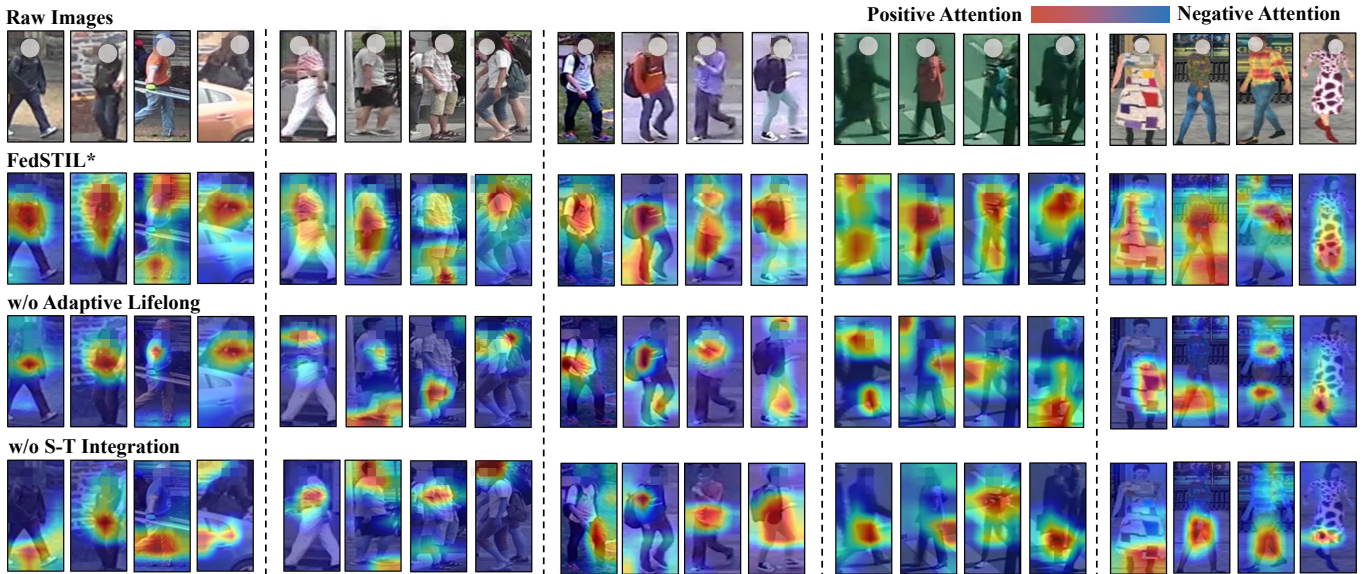 Raw Images
Positive Attention Negative Attention
FedSTIL*
w/o Adaptive Lifelong
w/o S-T Integration